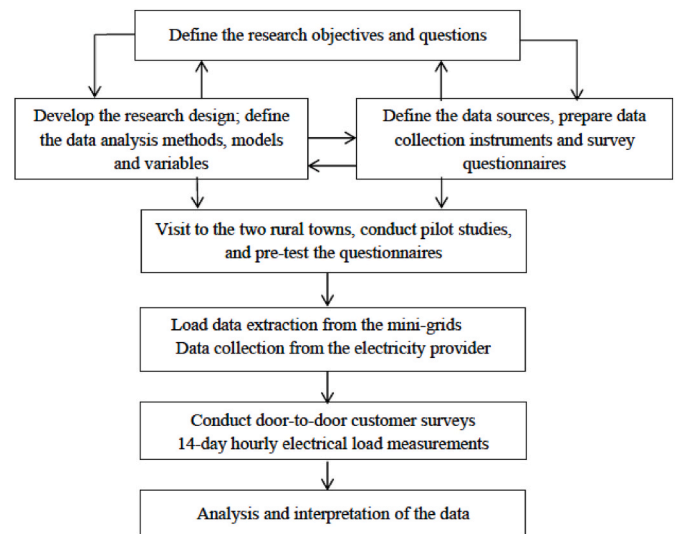 Define the research objectives and questions
Develop the research design; define
the data analysis methods, models
and variables
Define the data sources, prepare data
collection instruments and survey
questionnaires
Visit to the two rural towns, conduct pilot studies,
and pre-test the questionnaires
Load data extraction from the mini-grids
Data collection from the electricity provider
Conduct door-to-door customer surveys
14-day hourly electrical load measurements
Analysis and interpretation of the data